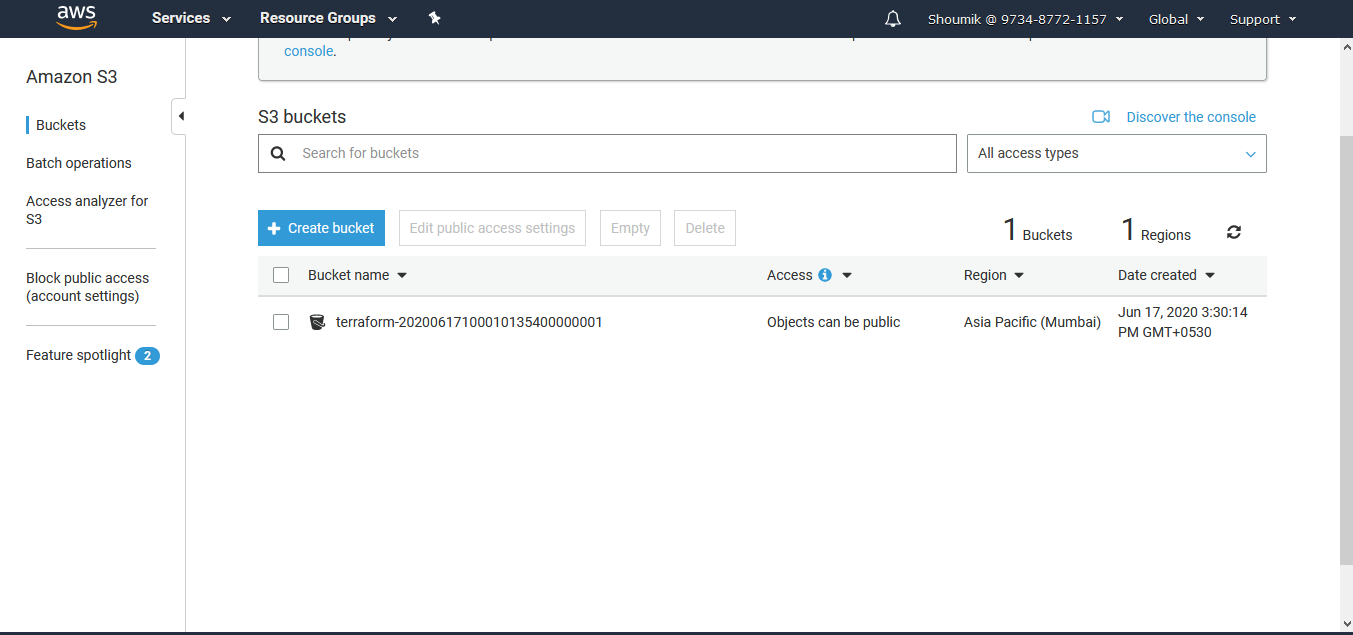 aws
Services
Resource Groups
Shoumik @ 9734-8772-1157
Global
Support
Amazon S3
Buckets
Batch operations
Access analyzer for
S3
Block public access
(account settings)
Feature spotlight 2
console.
S3 buckets
Discover the console
Search for buckets
All access types
Create bucket
Edit public access settings
Empty
Delete
1 Buckets
1 Regions
Bucket name
Access
Region
Date created
terraform-20200617100010135400000001
Objects can be public
Asia Pacific (Mumbai)
Jun 17, 2020 3:30:14
PM GMT+0530